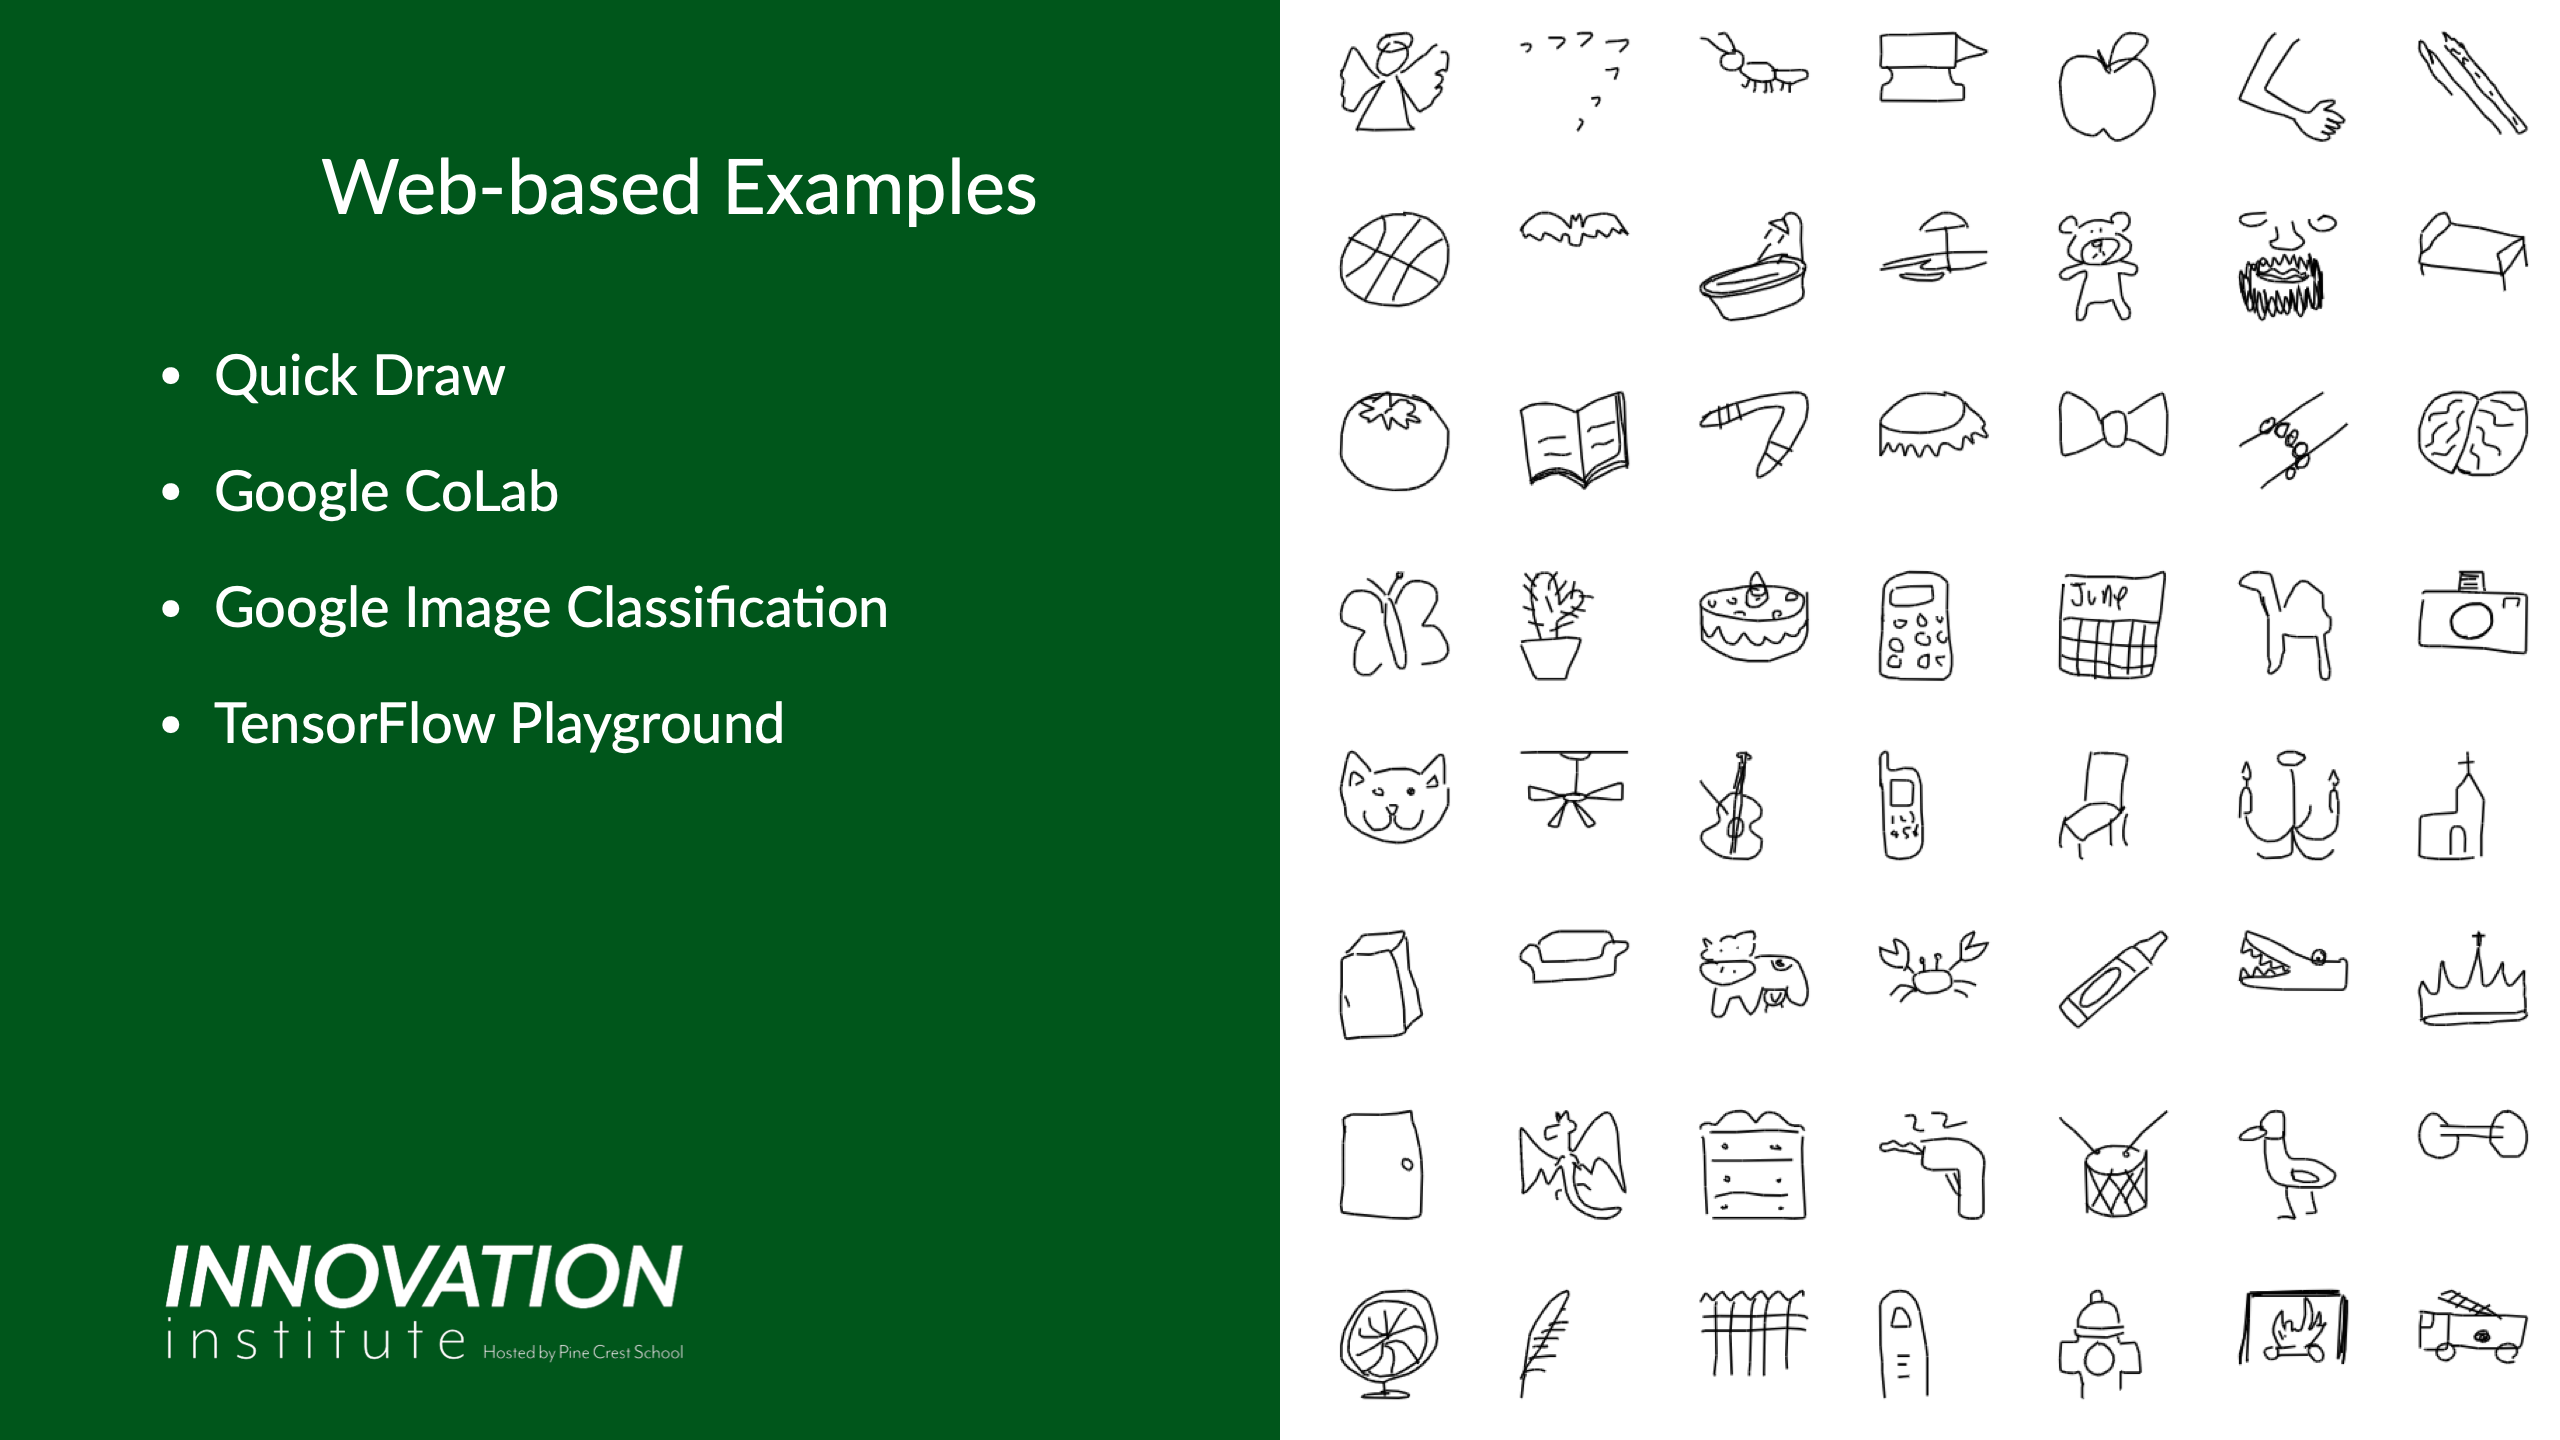 Web-based Examples
• Quick Draw
• Google CoLab
• Google Image Classification
• TensorFlow Playground
INNOVATION
institute Hosted by Pine Crest School
June